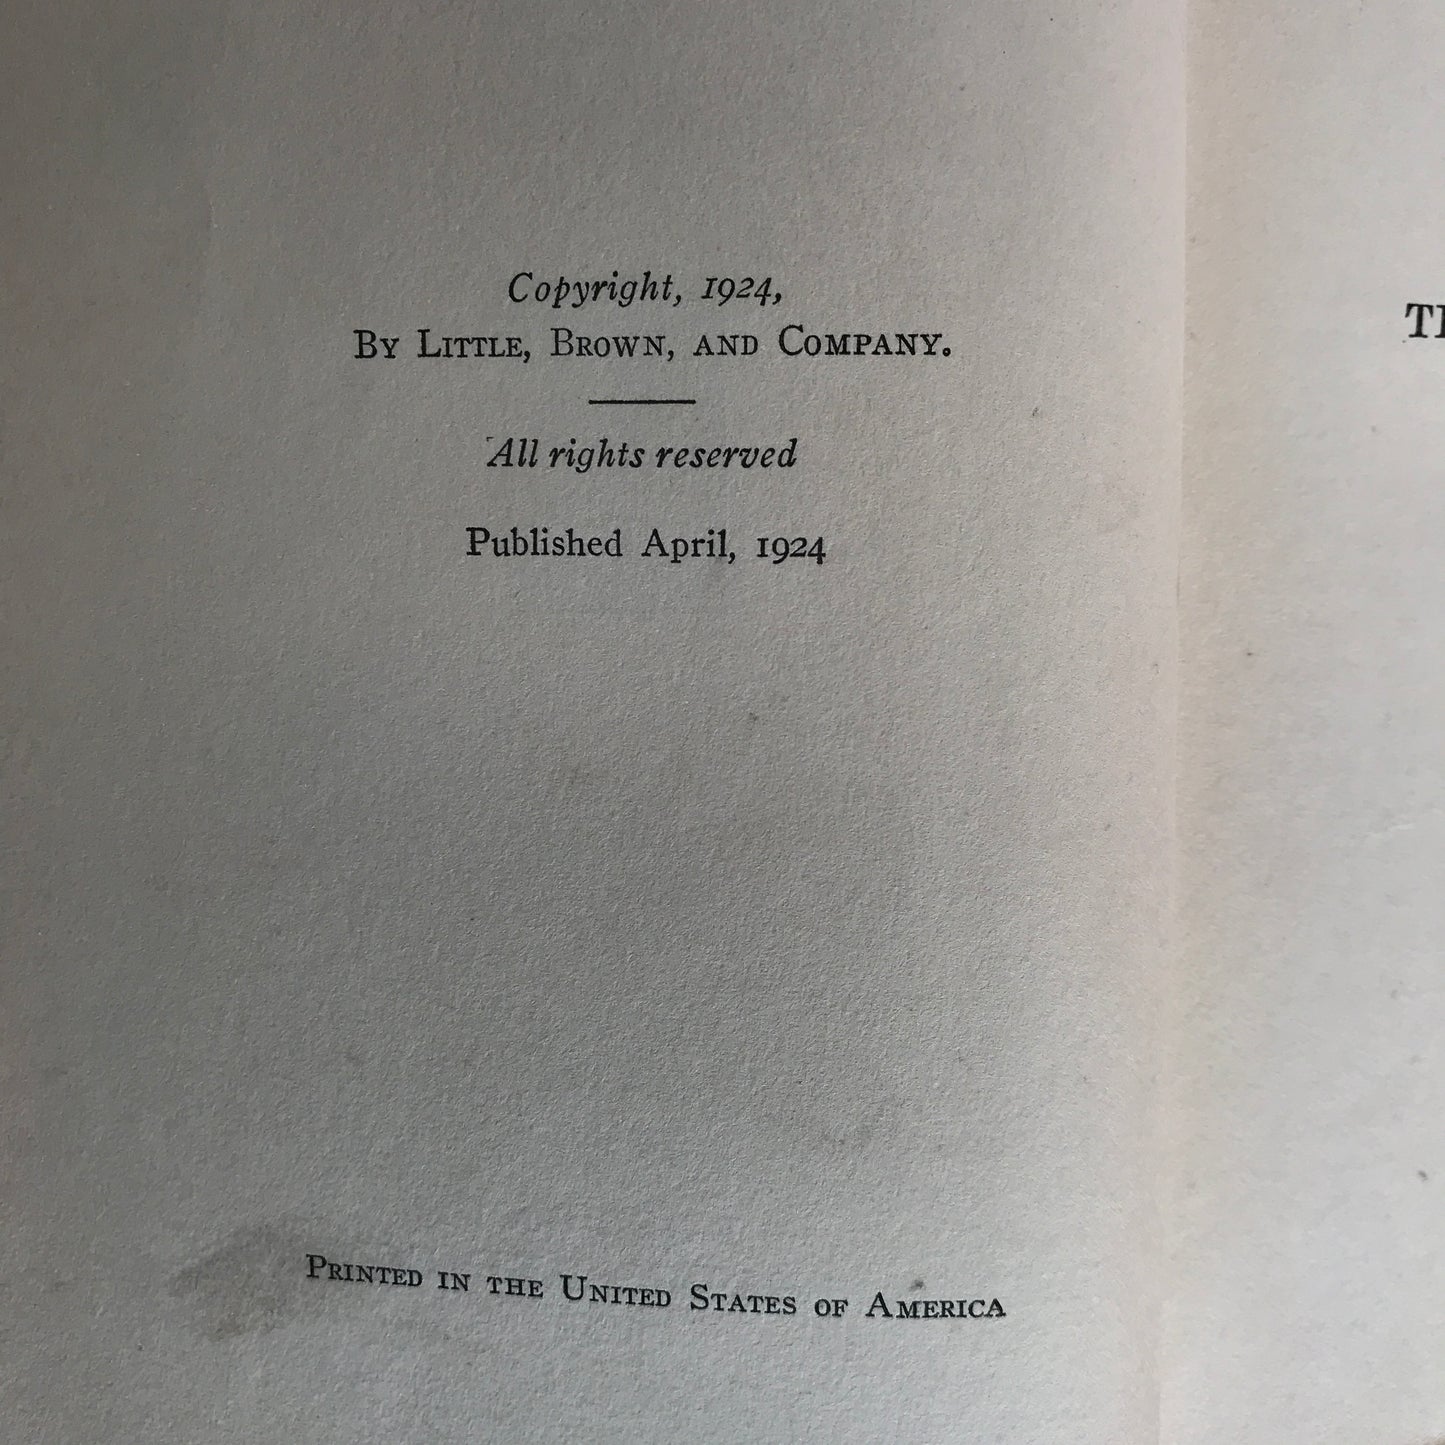 Copyright, 1924,
By Little, Brown, and Company.
All rights reserved
Published April, 1924
Printed in the United States of America